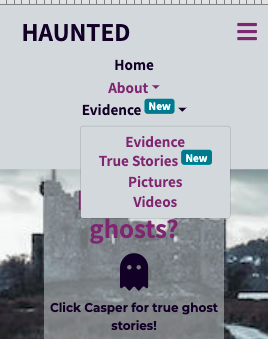 HAUNTED
Home
About
Evidence New
Evidence
True Stories New
Pictures
Videos
ghosts?
Click Casper for true ghost
stories!